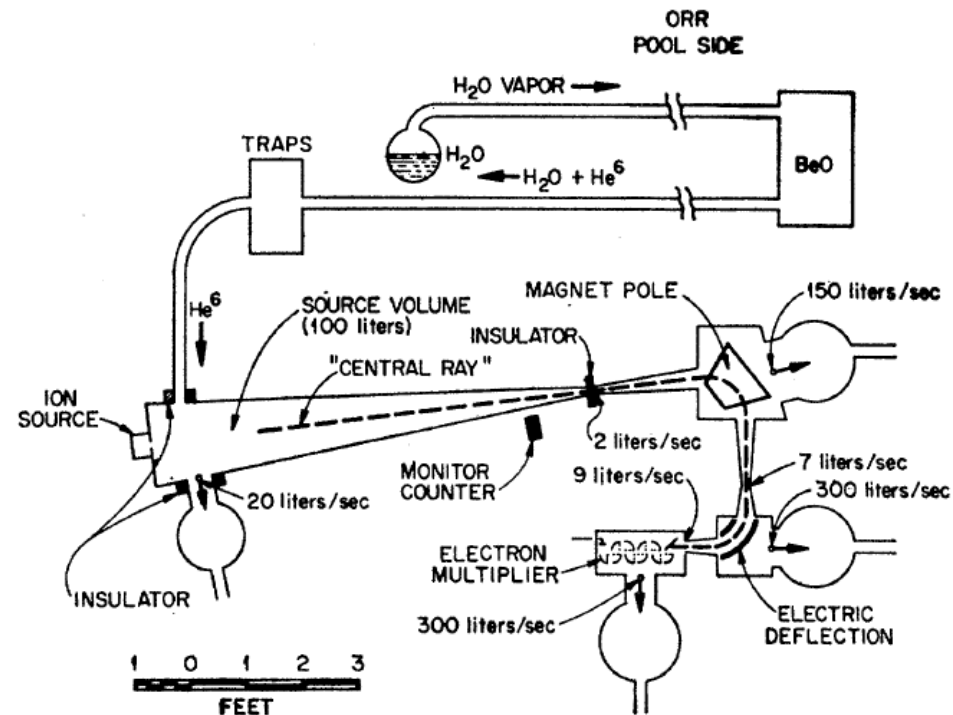 ORR
POOL SIDE
H₂O VAPOR
TRAPS
H₂O
BeO
H₂O + He⁶
He⁶
SOURCE VOLUME
(100 liters)
MAGNET POLE
150 liters/sec
INSULATOR
"CENTRAL RAY"
ION
SOURCE
2 liters/sec
MONITOR
COUNTER
20 liters/sec
9 liters/sec
7 liters/sec
300 liters/sec
ELECTRON
MULTIPLIER
INSULATOR
300 liters/sec
ELECTRIC
DEFLECTION
1 0 1 2 3
FEET